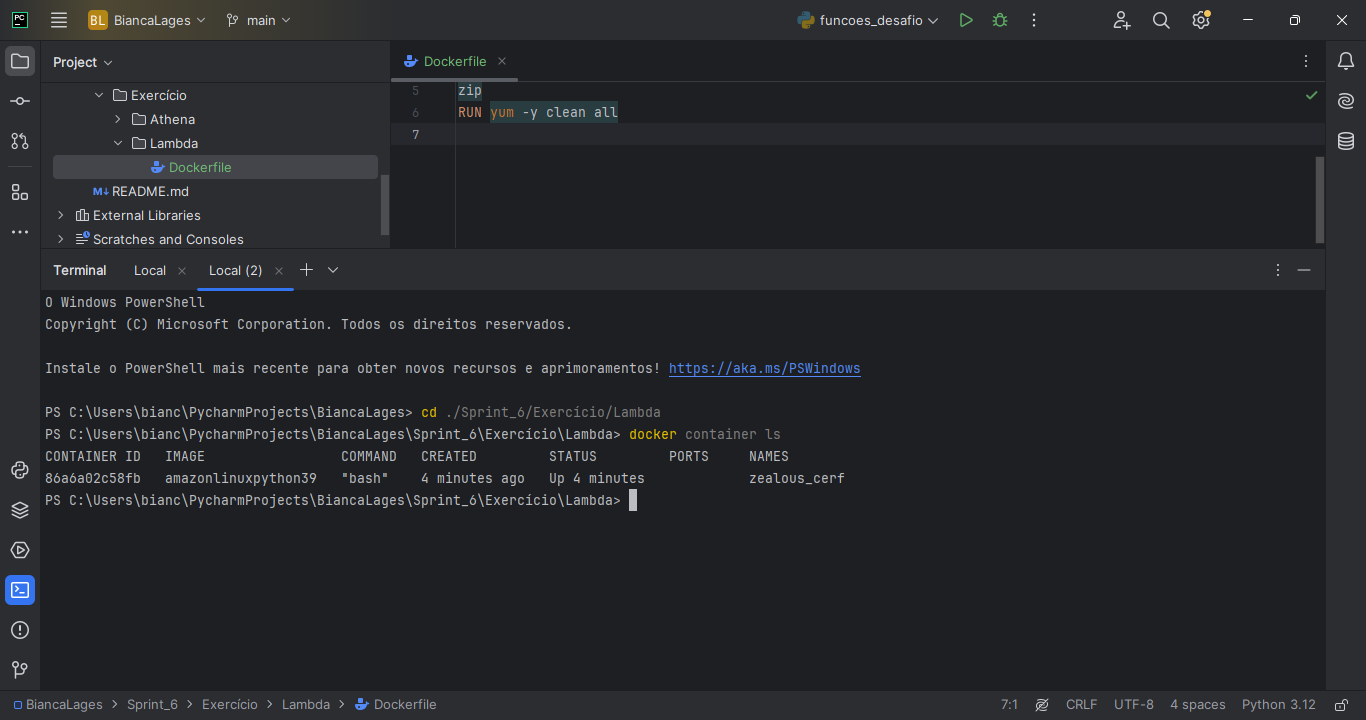 PC
BL BiancaLages main funcoes_desafio
Project
Exercício
Athena
Lambda
Dockerfile
M↓ README.md
External Libraries
Scratches and Consoles
Dockerfile
5 zip
6 RUN yum -y clean all
7
Terminal Local Local (2)
O Windows PowerShell
Copyright (C) Microsoft Corporation. Todos os direitos reservados.
Instale o PowerShell mais recente para obter novos recursos e aprimoramentos! https://aka.ms/PSWindows
PS C:\Users\bianc\PycharmProjects\BiancaLages> cd ./Sprint_6/Exercício/Lambda
PS C:\Users\bianc\PycharmProjects\BiancaLages\Sprint_6\Exercício\Lambda> docker container ls
CONTAINER ID IMAGE COMMAND CREATED STATUS PORTS NAMES
86a6a02c58fb amazonlinuxpython39 "bash" 4 minutes ago Up 4 minutes zealous_cerf
PS C:\Users\bianc\PycharmProjects\BiancaLages\Sprint_6\Exercício\Lambda>
BiancaLages > Sprint_6 > Exercício > Lambda > Dockerfile 7:1 CRLF UTF-8 4 spaces Python 3.12